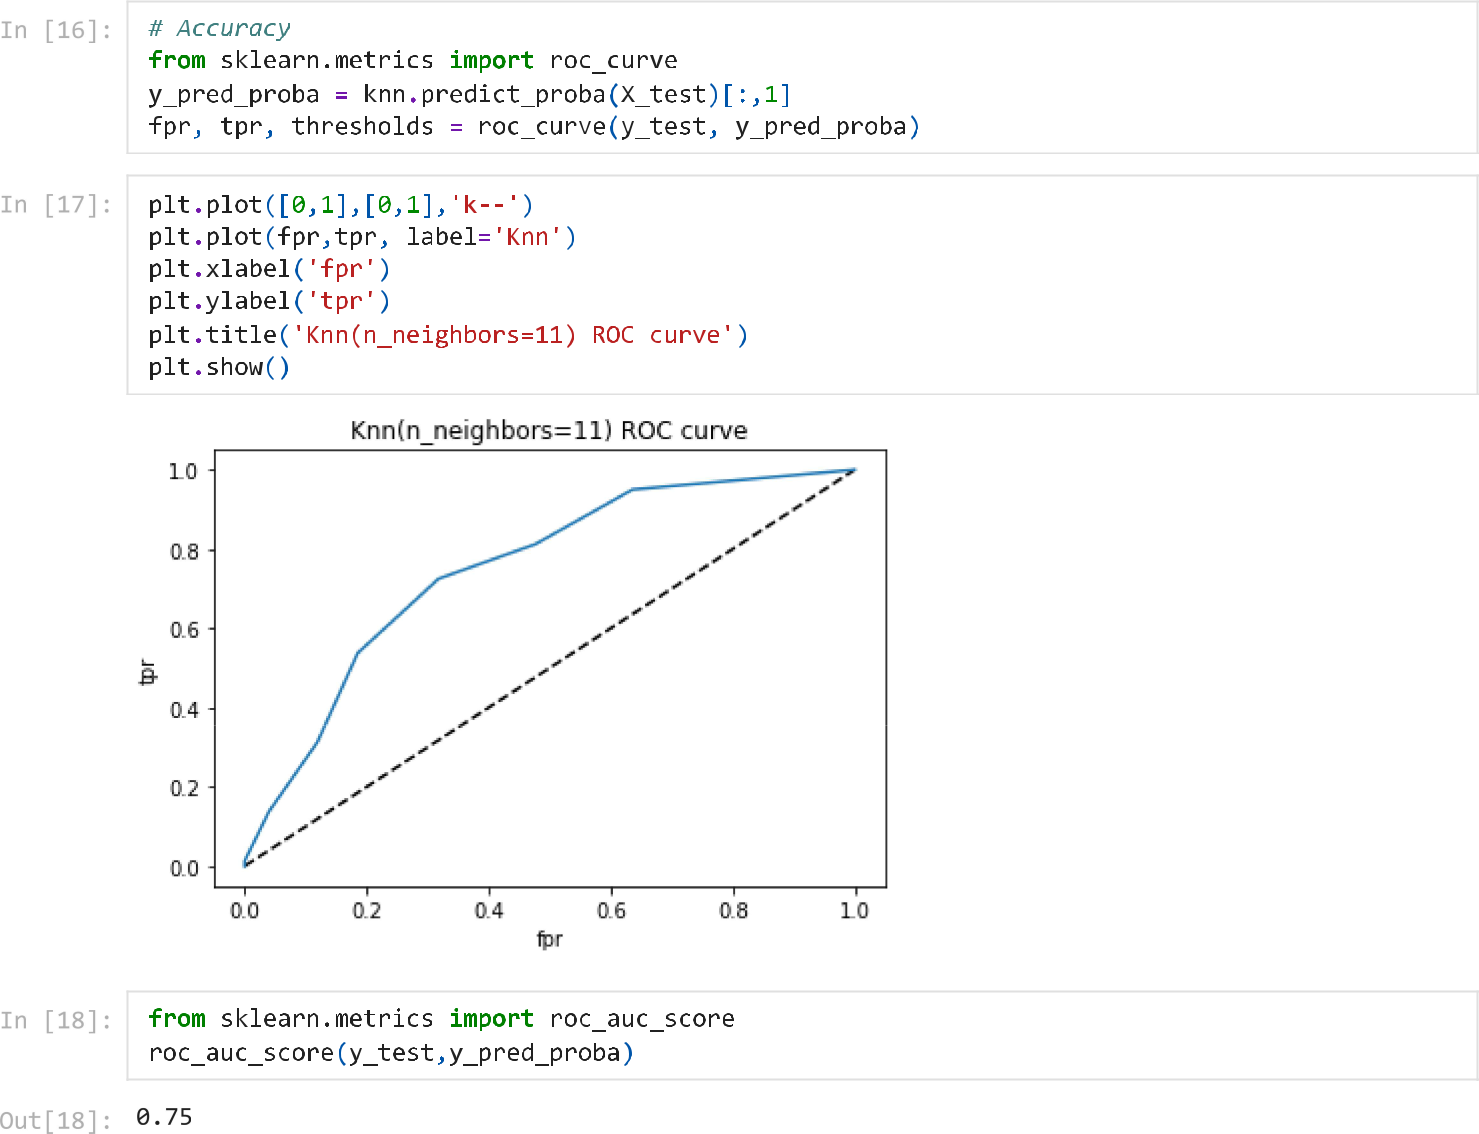 In [16]:
# Accuracy
from sklearn.metrics import roc_curve
y_pred_proba = knn.predict_proba(X_test)[:,1]
fpr, tpr, thresholds = roc_curve(y_test, y_pred_proba)
In [17]:
plt.plot([0,1],[0,1],'k--')
plt.plot(fpr,tpr, label='Knn')
plt.xlabel('fpr')
plt.ylabel('tpr')
plt.title('Knn(n_neighbors=11) ROC curve')
plt.show()
Knn(n_neighbors=11) ROC curve
1.0
0.8
0.6
0.4
0.2
0.0
tpr
0.0 0.2 0.4 0.6 0.8 1.0
fpr
In [18]:
from sklearn.metrics import roc_auc_score
roc_auc_score(y_test,y_pred_proba)
Out[18]: 0.75